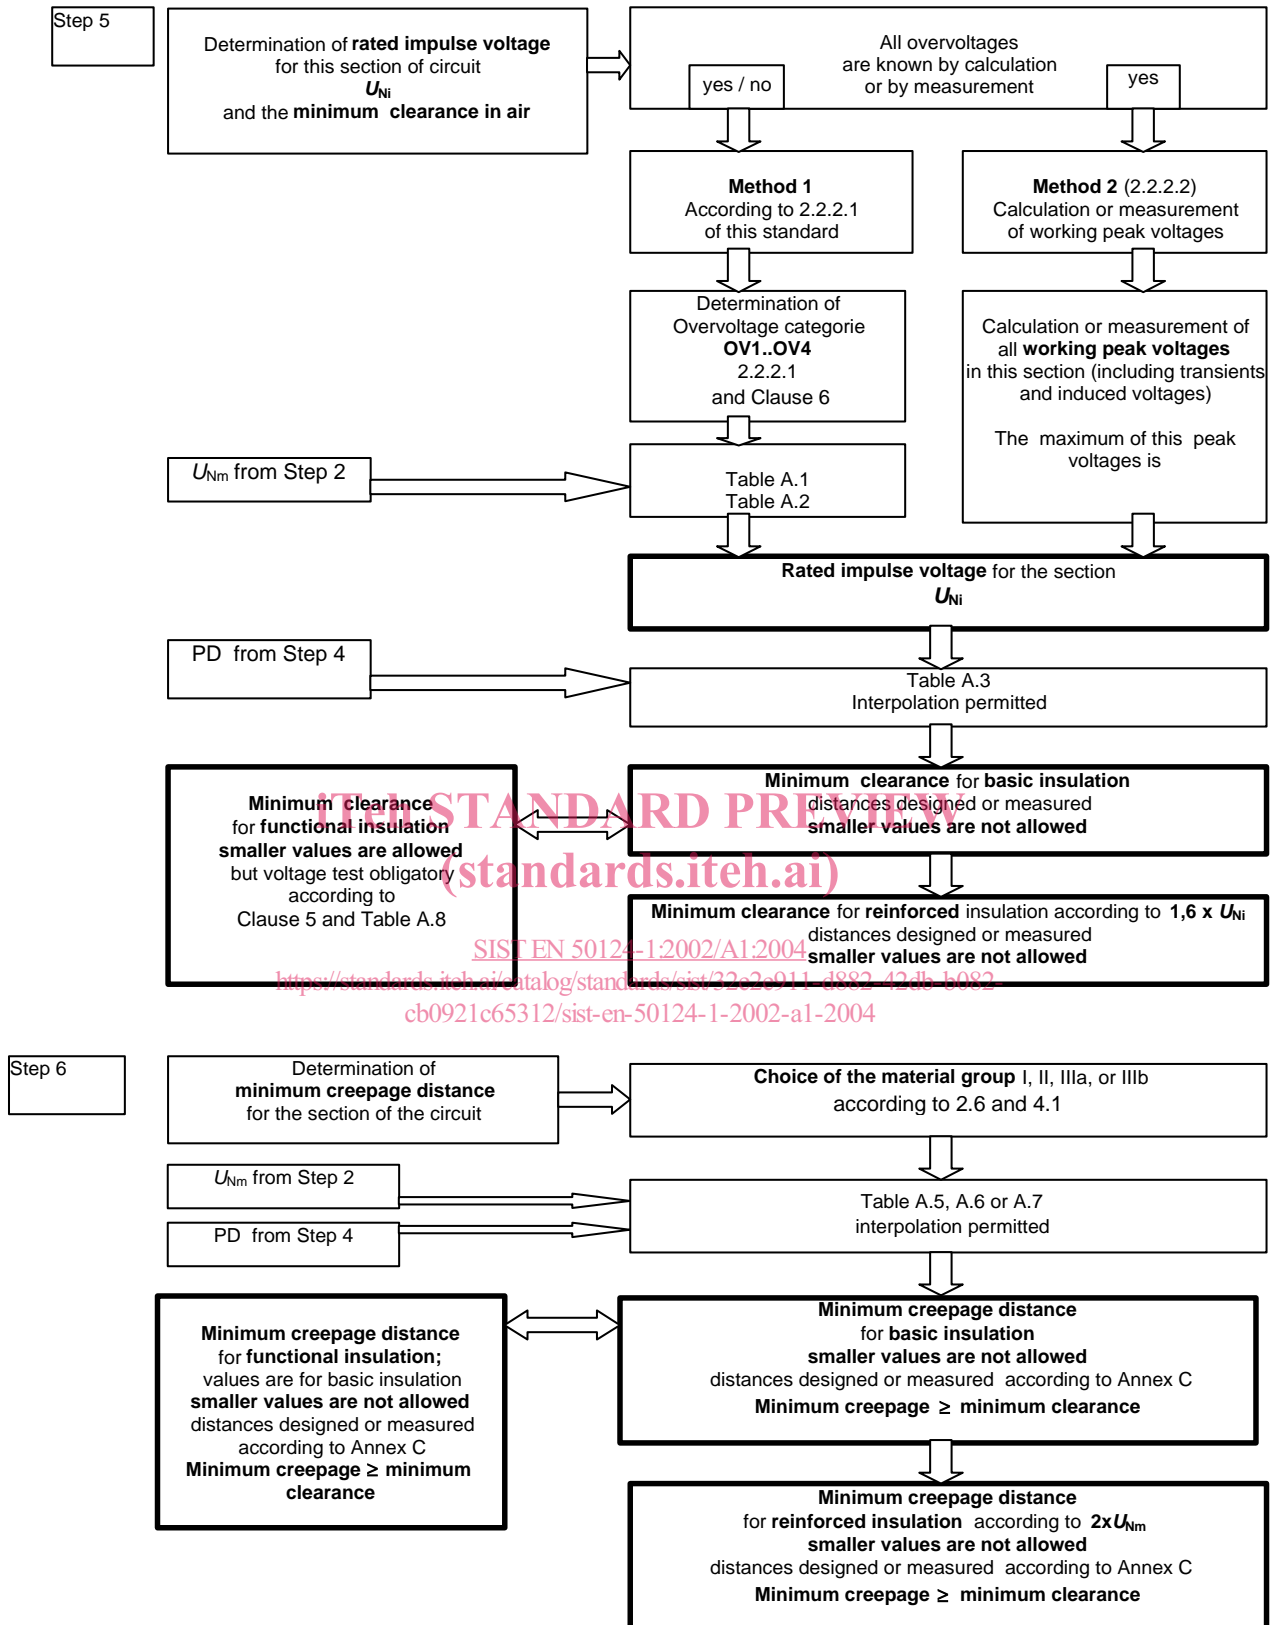 Step 5
Determination of rated impulse voltage
for this section of circuit
UNi
and the minimum clearance in air
All overvoltages
are known by calculation
or by measurement
yes / no
yes
Method 1
According to 2.2.2.1
of this standard
Method 2 (2.2.2.2)
Calculation or measurement
of working peak voltages
Determination of
Overvoltage categorie
OV1..OV4
2.2.2.1
and Clause 6
Calculation or measurement of
all working peak voltages
in this section (including transients
and induced voltages)
The maximum of this peak
voltages is
UNm from Step 2
Table A.1
Table A.2
Rated impulse voltage for the section
UNi
PD from Step 4
Table A.3
Interpolation permitted
Minimum clearance
for functional insulation
smaller values are allowed
but voltage test obligatory
according to
Clause 5 and Table A.8
Minimum clearance for basic insulation
distances designed or measured
smaller values are not allowed
Minimum clearance for reinforced insulation according to 1,6 x UNi
distances designed or measured
smaller values are not allowed
iTeh STANDARD PREVIEW
(standards.iteh.ai)
SIST EN 50124-1:2002/A1:2004
https://standards.iteh.ai/catalog/standards/sist/32e2e911-d882-42db-b082-
cb0921c65312/sist-en-50124-1-2002-a1-2004
Step 6
Determination of
minimum creepage distance
for the section of the circuit
Choice of the material group I, II, IIIa, or IIIb
according to 2.6 and 4.1
UNm from Step 2
PD from Step 4
Table A.5, A.6 or A.7
interpolation permitted
Minimum creepage distance
for functional insulation;
values are for basic insulation
smaller values are not allowed
distances designed or measured
according to Annex C
Minimum creepage ≥ minimum
clearance
Minimum creepage distance
for basic insulation
smaller values are not allowed
distances designed or measured according to Annex C
Minimum creepage ≥ minimum clearance
Minimum creepage distance
for reinforced insulation according to 2xUNm
smaller values are not allowed
distances designed or measured according to Annex C
Minimum creepage ≥ minimum clearance